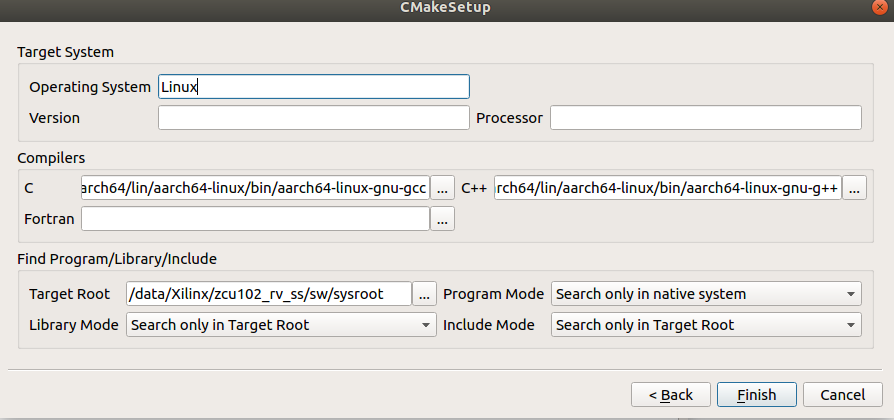 CMakeSetup
Target System
Operating System Linux
Version Processor
Compilers
C arch64/lin/aarch64-linux/bin/aarch64-linux-gnu-gcc ... C++ rch64/lin/aarch64-linux/bin/aarch64-linux-gnu-g++ ...
Fortran ...
Find Program/Library/Include
Target Root /data/Xilinx/zcu102_rv_ss/sw/sysroot ... Program Mode Search only in native system
Library Mode Search only in Target Root Include Mode Search only in Target Root
< Back Finish Cancel